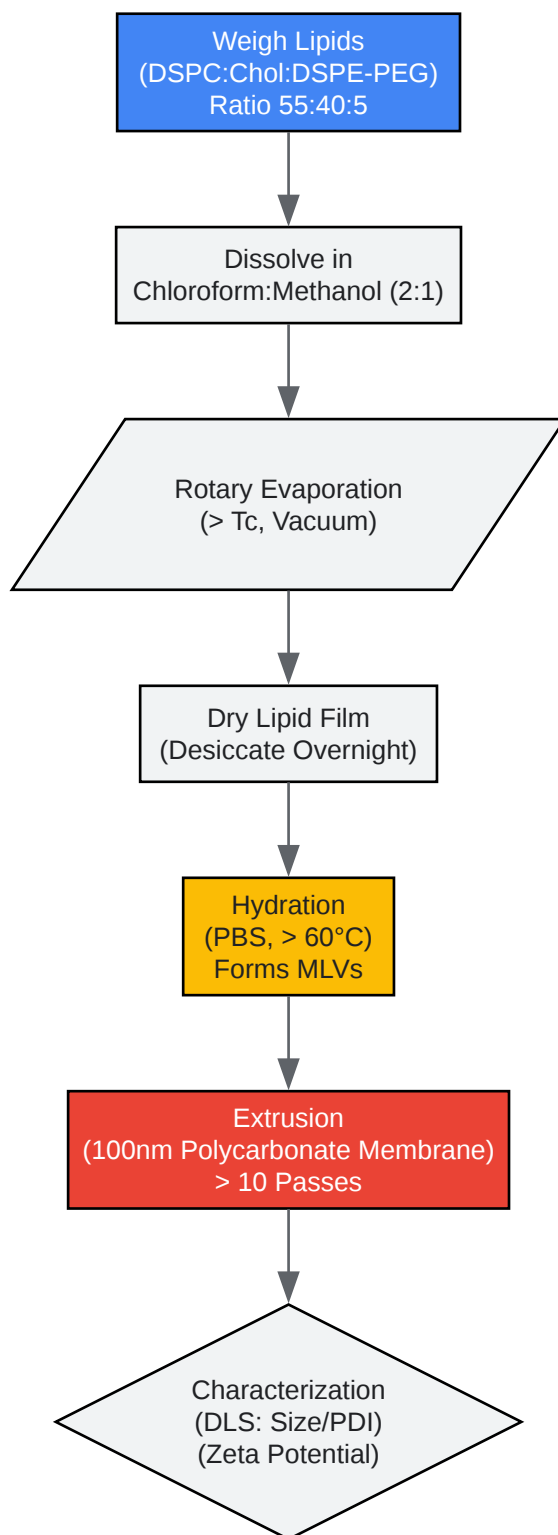 Weigh Lipids
(DSPC:Chol:DSPE-PEG)
Ratio 55:40:5
Dissolve in
Chloroform:Methanol (2:1)
Rotary Evaporation
(> Tc, Vacuum)
Dry Lipid Film
(Desiccate Overnight)
Hydration
(PBS, > 60°C)
Forms MLVs
Extrusion
(100nm Polycarbonate Membrane)
> 10 Passes
Characterization
(DLS: Size/PDI)
(Zeta Potential)